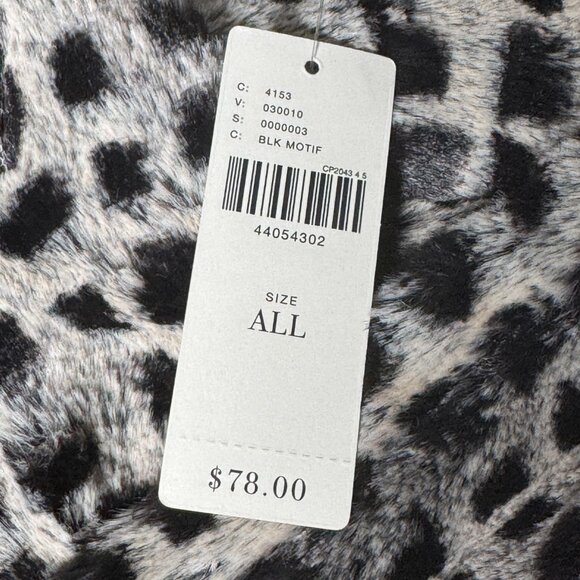 C: 4153
V: 030010
S: 0000003
C: BLK MOTIF
CP2043 4 5
44054302
SIZE
ALL
$78.00